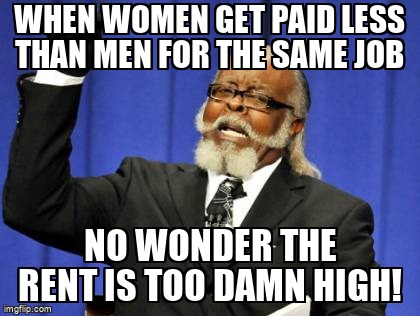 WHEN WOMEN GET PAID LESS
THAN MEN FOR THE SAME JOB
NO WONDER THE
RENT IS TOO DAMN HIGH!
imgflip.com